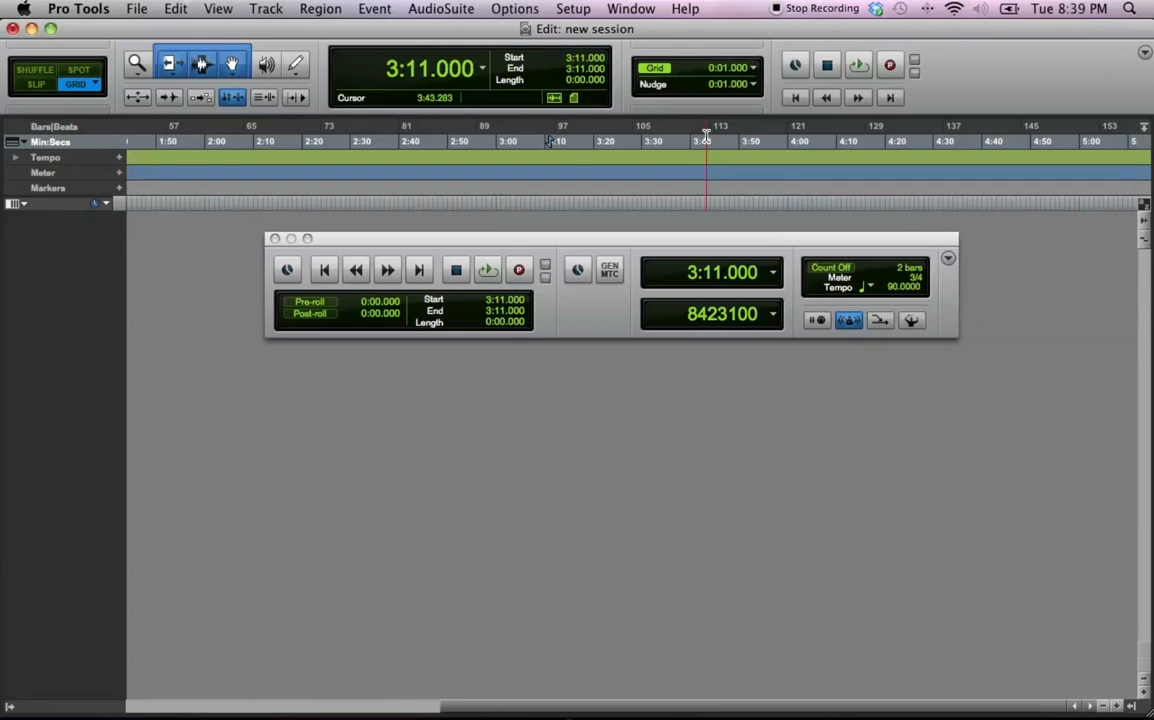 Pro Tools File Edit View Track Region Event AudioSuite Options Setup Window Help Stop Recording Tue 8:39 PM
Edit: new session
SHUFFLE SPOT
SLIP GRID
3:11.000
Start 3:11.000
End 3:11.000
Length 0:00.000
Cursor 3:43.283
Grid 0:01.000
Nudge 0:01.000
Bars|Beats 57 65 73 81 89 97 105 113 121 129 137 145 153
Min:Secs 1:50 2:00 2:10 2:20 2:30 2:40 2:50 3:00 :10 3:20 3:30 3:50 4:00 4:10 4:20 4:30 4:40 4:50 5:00 5:
Tempo
Meter
Markers
GEN
MTC
Pre-roll 0:00.000
Post-roll 0:00.000
Start 3:11.000
End 3:11.000
Length 0:00.000
3:11.000
8423100
Count Off 2 bars
Meter 3/4
Tempo 90.0000